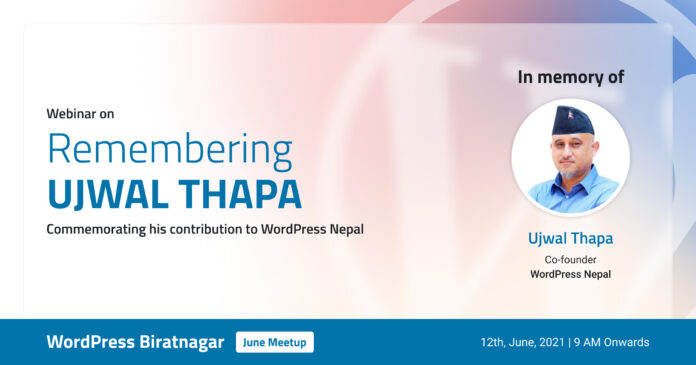 Webinar on
Remembering
UJWAL THAPA
Commemorating his contribution to WordPress Nepal
In memory of
Ujwal Thapa
Co-founder
WordPress Nepal
WordPress Biratnagar June Meetup
12th, June, 2021 | 9 AM Onwards